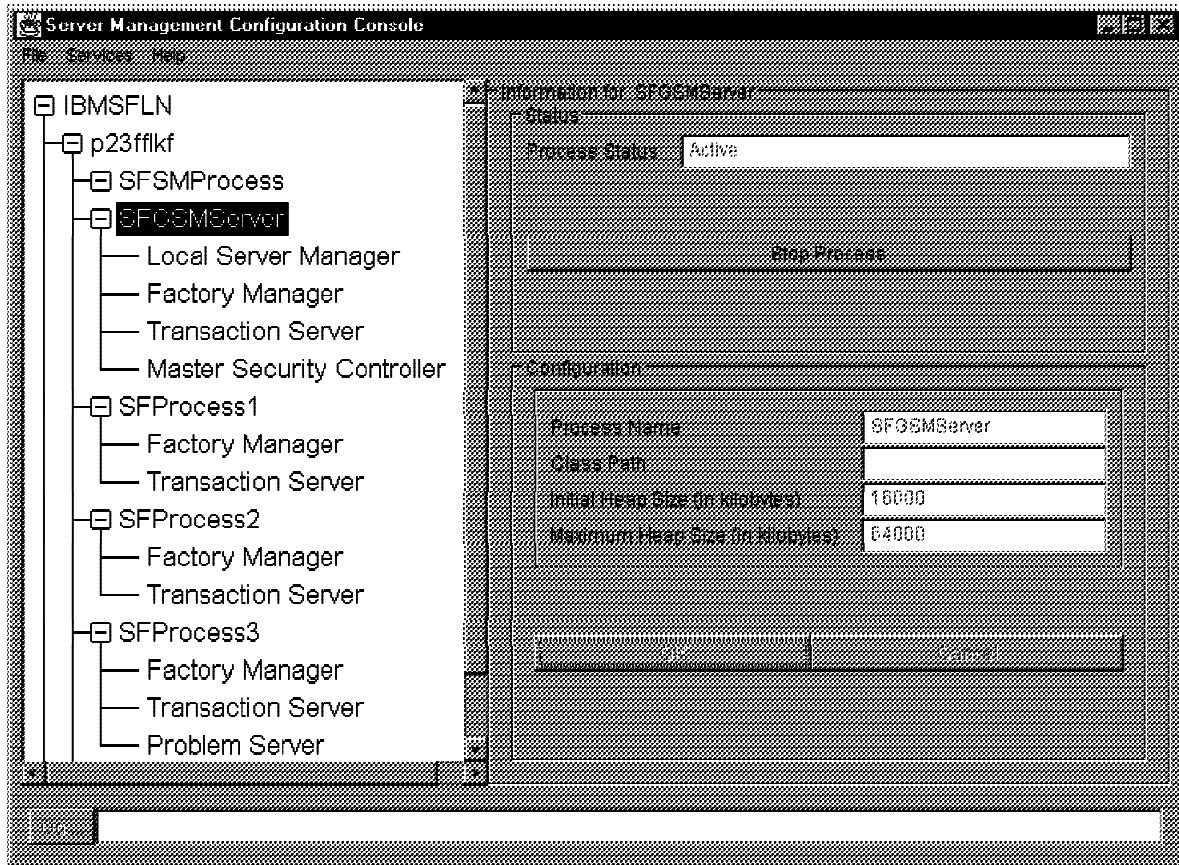 Server Management Configuration Console
File Services Help
IBMSFLN
p23fflkf
SFSMProcess
SFGSMServer
Local Server Manager
Factory Manager
Transaction Server
Master Security Controller
SFProcess1
Factory Manager
Transaction Server
SFProcess2
Factory Manager
Transaction Server
SFProcess3
Factory Manager
Transaction Server
Problem Server
Information for SFGSMServer
Status
Process Status Active
Stop Process
Configuration
Process Name SFGSMServer
Class Path
Initial Heap Size (in kilobytes) 16000
Maximum Heap Size (in kilobytes) 64000
Cancel